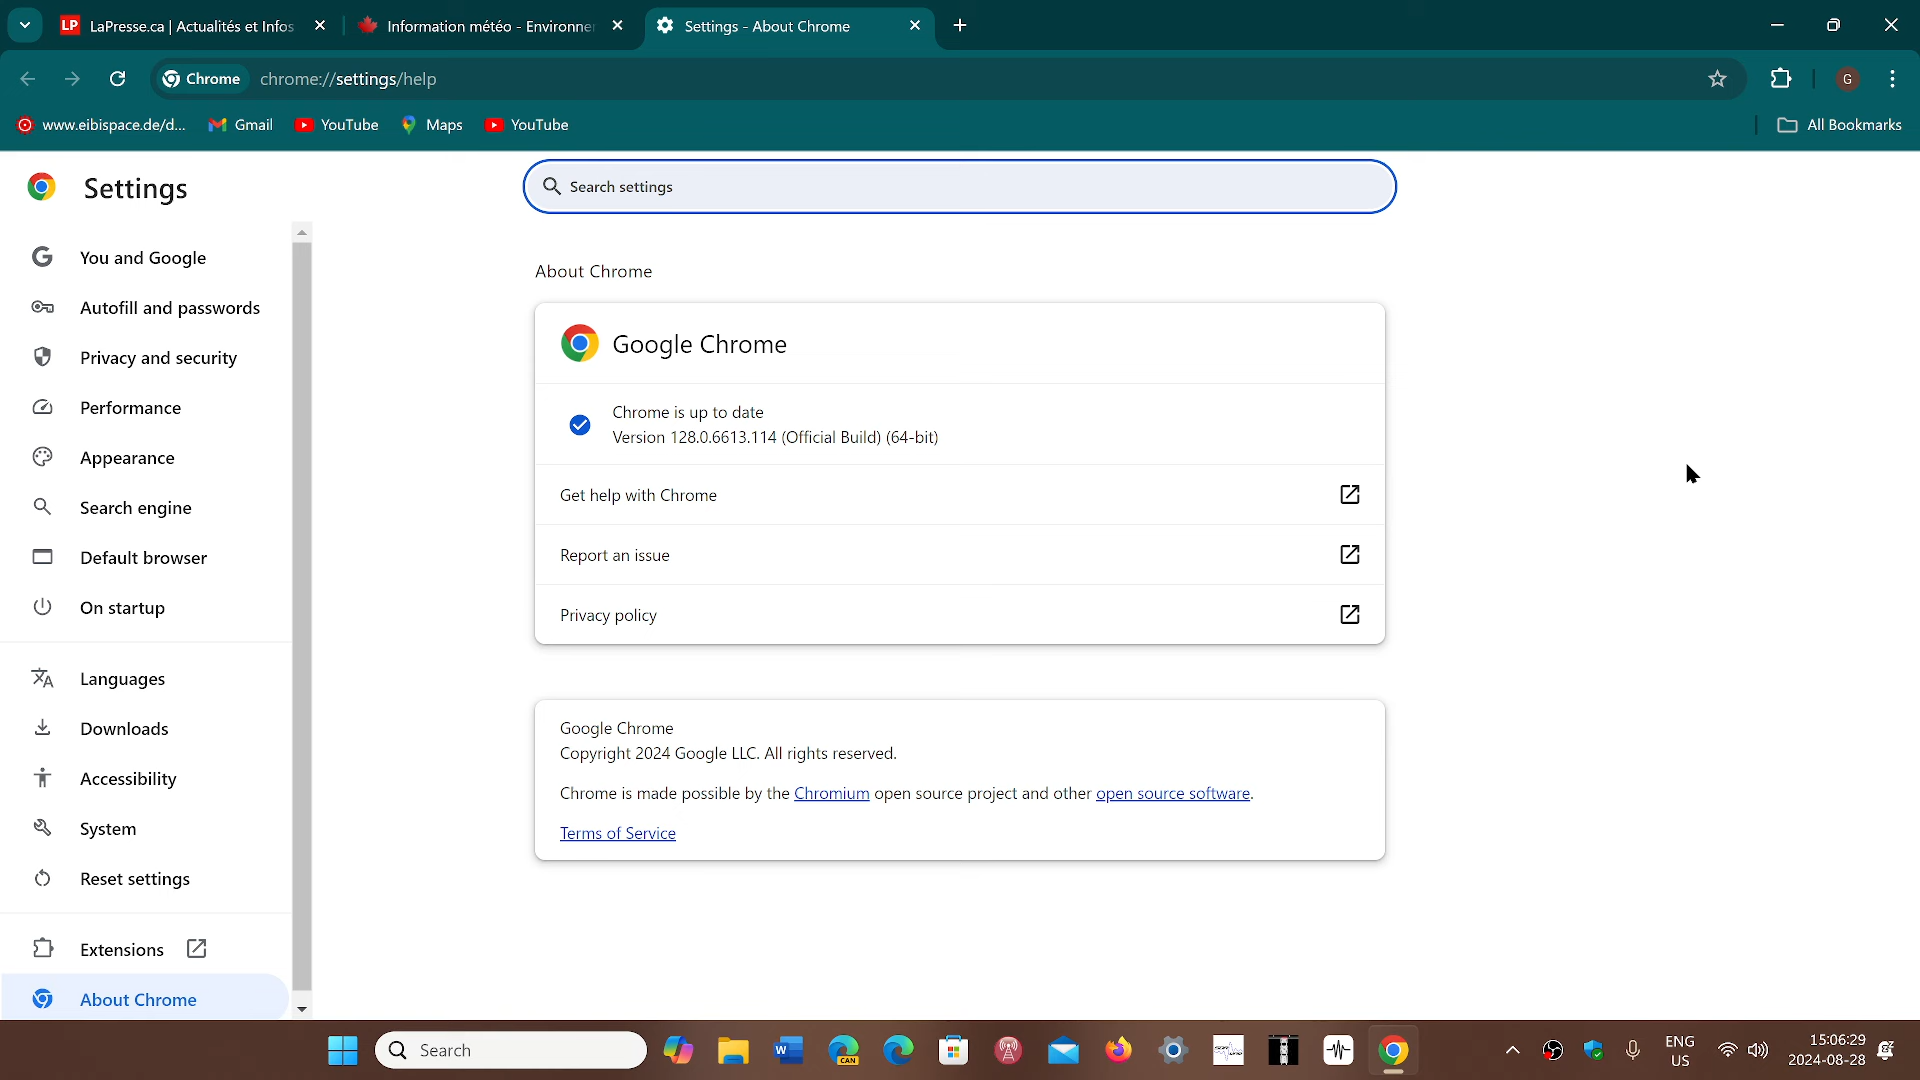 LP LaPresse.ca | Actualités et Infos
Information météo - Environne
Settings - About Chrome
Chrome
chrome://settings/help
G
www.eibispace.de/d...
Gmail
YouTube
Maps
YouTube
All Bookmarks
Settings
Search settings
You and Google
Autofill and passwords
Privacy and security
Performance
Appearance
Search engine
Default browser
On startup
Languages
Downloads
Accessibility
System
Reset settings
Extensions
About Chrome
About Chrome
Google Chrome
Chrome is up to date
Version 128.0.6613.114 (Official Build) (64-bit)
Get help with Chrome
Report an issue
Privacy policy
Google Chrome
Copyright 2024 Google LLC. All rights reserved.
Chrome is made possible by the Chromium open source project and other open source software.
Terms of Service
Search
W
CAN
ENG
US
15:06:29
2024-08-28